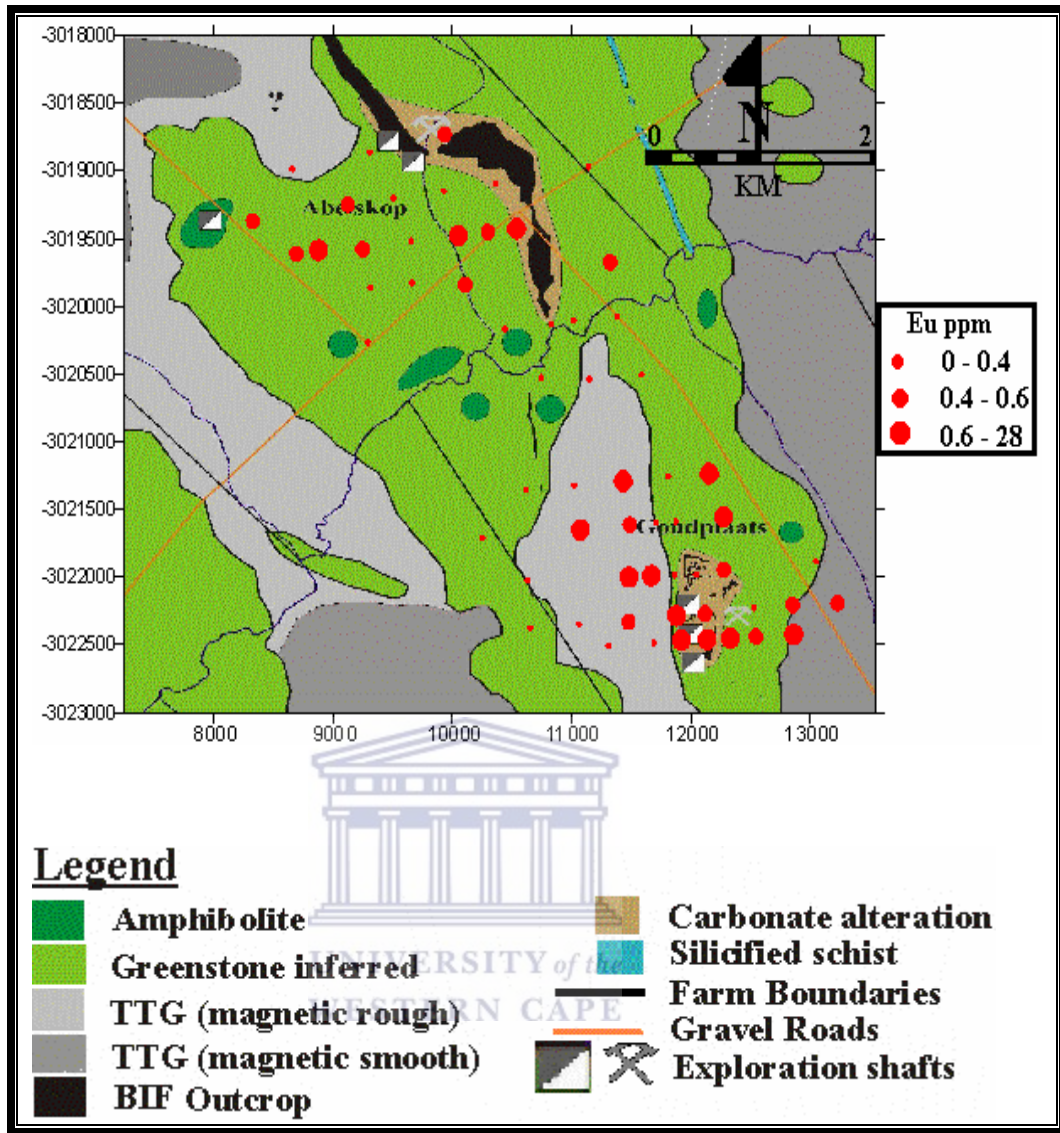 -3018000
-3018500
-3019000
-3019500
-3020000
-3020500
-3021000
-3021500
-3022000
-3022500
-3023000
8000
9000
10000
11000
12000
13000
N
0 2
KM
Abelskop
Goudplaats
Eu ppm
0 - 0.4
0.4 - 0.6
0.6 - 28
Legend
Amphibolite
Greenstone inferred
TTG (magnetic rough)
TTG (magnetic smooth)
BIF Outcrop
Carbonate alteration
Silicified schist
Farm Boundaries
Gravel Roads
Exploration shafts
UNIVERSITY of the
WESTERN CAPE